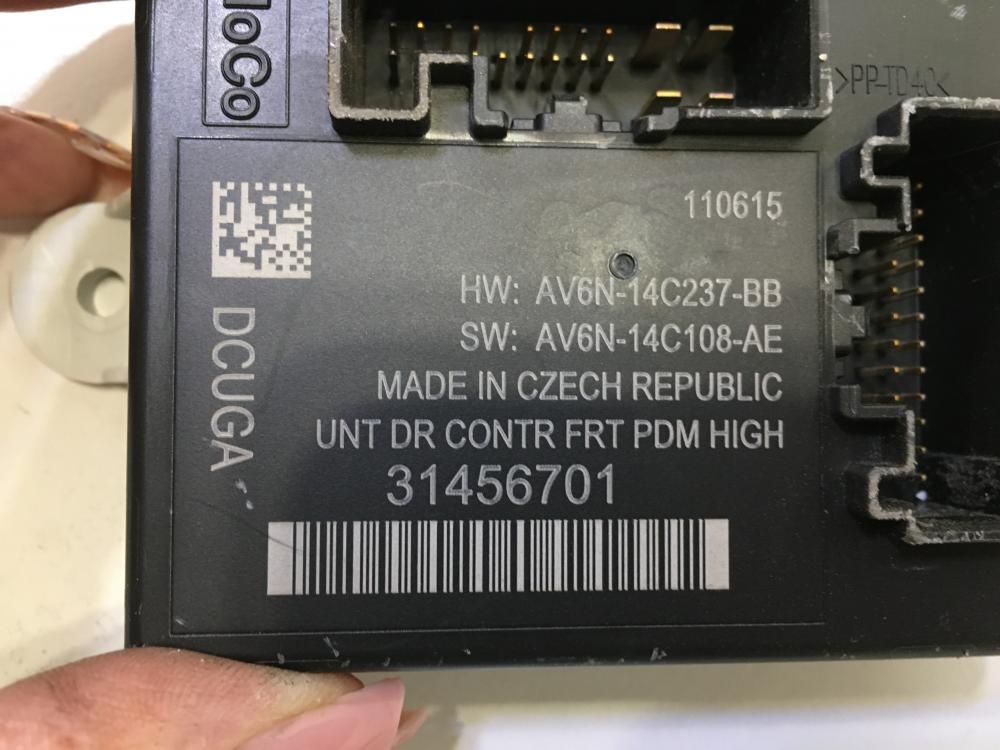 loCo
>PP-TD40<
110615
HW: AV6N-14C237-BB
SW: AV6N-14C108-AE
MADE IN CZECH REPUBLIC
UNT DR CONTR FRT PDM HIGH
31456701
DCUGA